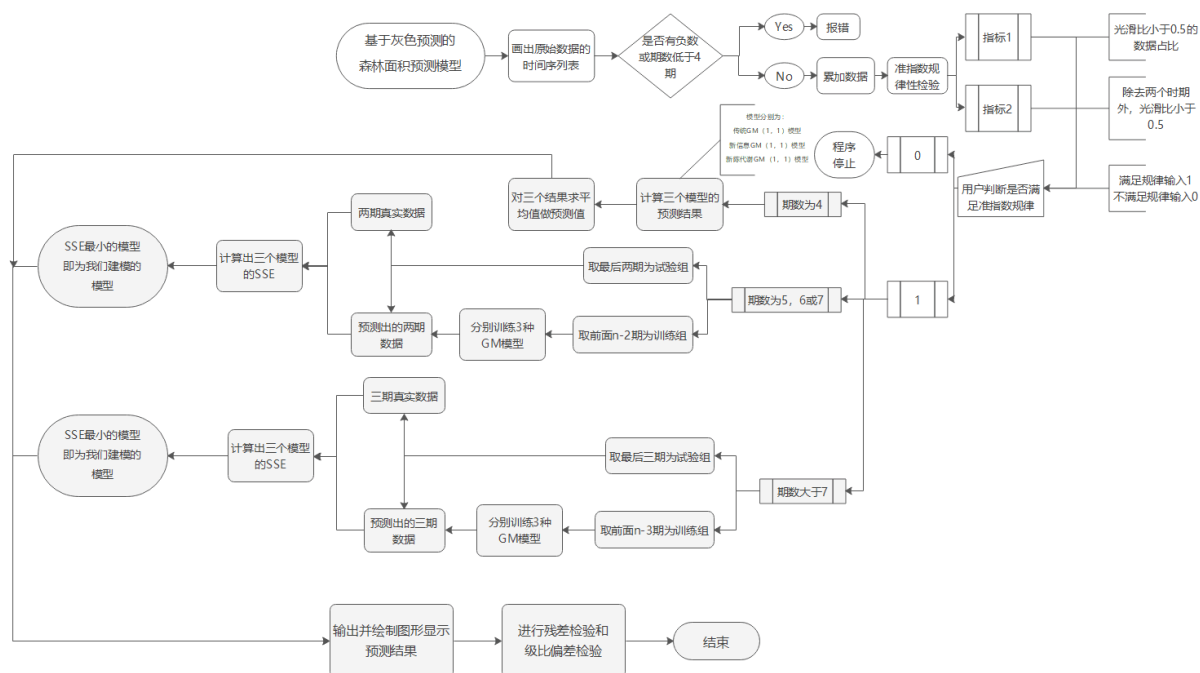 基于灰色预测的
森林面积预测模型
画出原始数据的
时间序列表
是否有负数
或期数低于4
期
Yes
报错
No
累加数据
准指数规
律性检验
指标1
光滑比小于0.5的
数据占比
指标2
除去两个时期
外，光滑比小于
0.5
模型分别为：
传统GM（1，1）模型
新信息GM（1，1）模型
新陈代谢GM（1，1）模型
程序
停止
0
用户判断是否满
足准指数规律
满足规律输入1
不满足规律输入0
对三个结果求平
均值做预测值
计算三个模型的
预测结果
期数为4
两期真实数据
SSE最小的模型
即为我们建模的
模型
计算出三个模型
的SSE
取最后两期为试验组
期数为5，6或7
1
预测出的两期
数据
分别训练3种
GM模型
取前面n-2期为训练组
三期真实数据
SSE最小的模型
即为我们建模的
模型
计算出三个模型
的SSE
取最后三期为试验组
期数大于7
预测出的三期
数据
分别训练3种
GM模型
取前面n-3期为训练组
输出并绘制图形显示
预测结果
进行残差检验和
级比偏差检验
结束